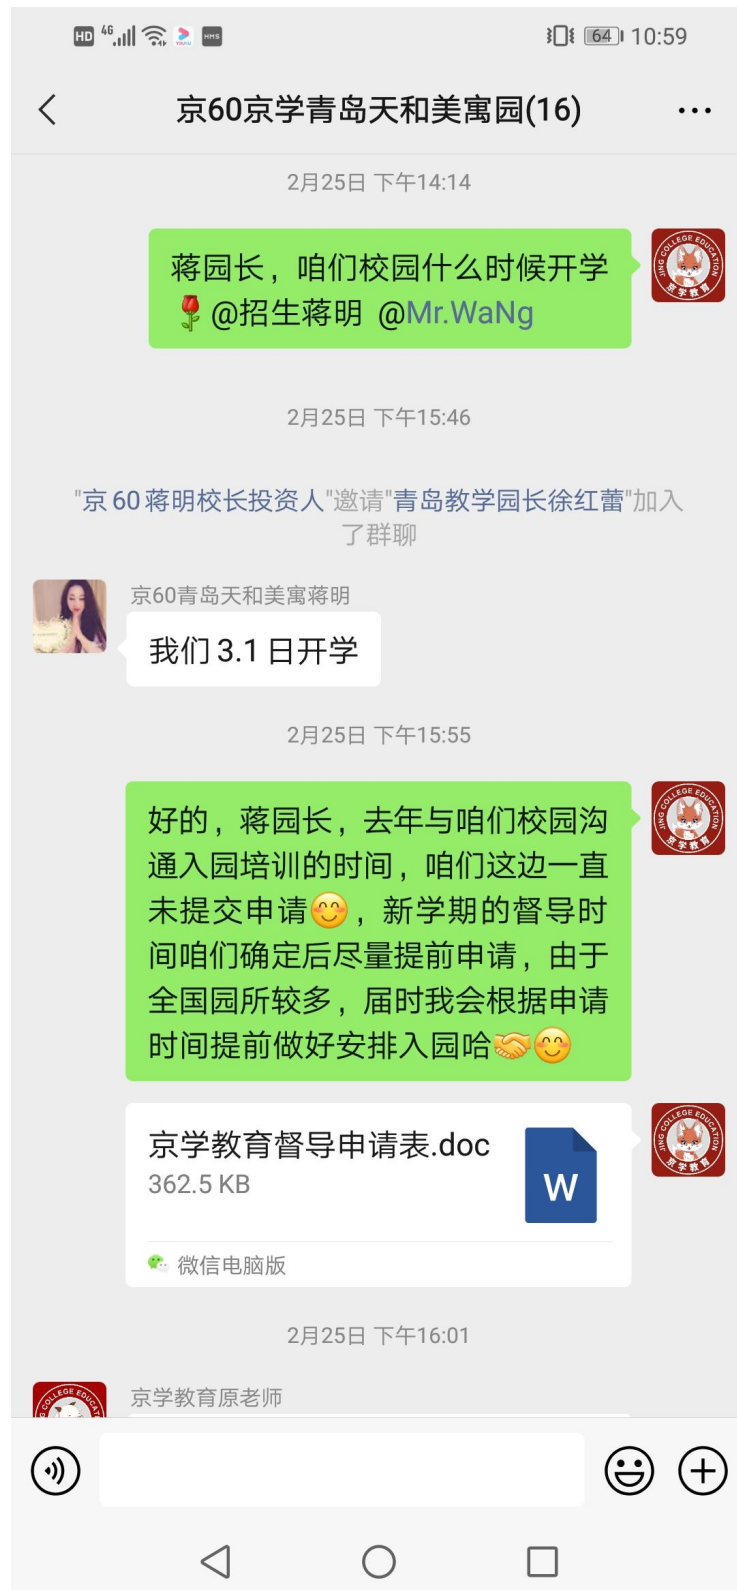 HD 4G HMS 64 10:59
京60京学青岛天和美寓园(16)
2月25日 下午14:14
蒋园长，咱们校园什么时候开学
🌹@招生蒋明 @Mr.WaNg
2月25日 下午15:46
"京60蒋明校长投资人"邀请"青岛教学园长徐红蕾"加入
了群聊
京60青岛天和美寓蒋明
我们3.1日开学
2月25日 下午15:55
好的，蒋园长，去年与咱们校园沟
通入园培训的时间，咱们这边一直
未提交申请😊，新学期的督导时
间咱们确定后尽量提前申请，由于
全国园所较多，届时我会根据申请
时间提前做好安排入园哈🤝😊
京学教育督导申请表.doc
362.5 KB
W
微信电脑版
2月25日 下午16:01
京学教育原老师